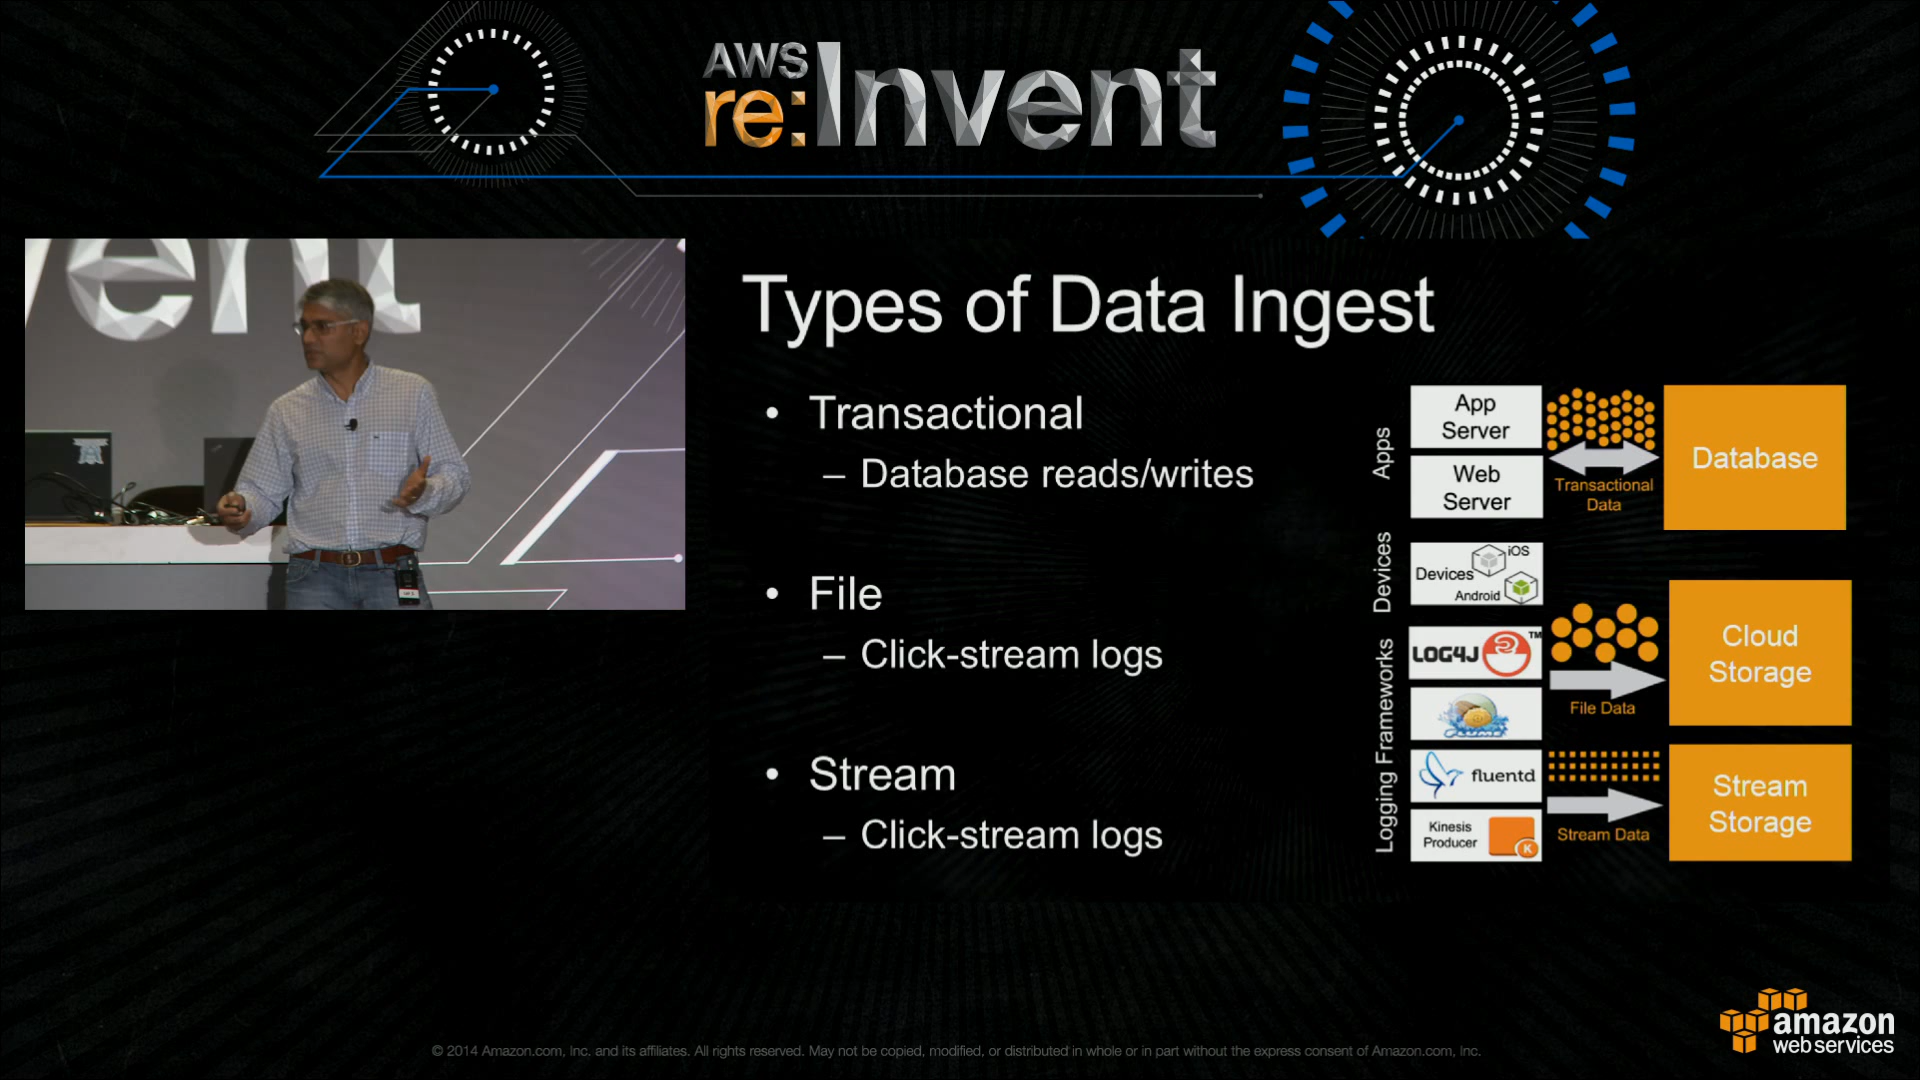 AWS
re:Invent
vent
Types of Data Ingest
• Transactional
– Database reads/writes
• File
– Click-stream logs
• Stream
– Click-stream logs
Apps
App
Server
Web
Server
Transactional
Data
Database
Devices
Devices
iOS
Android
Logging Frameworks
LOG4J
TM
File Data
Cloud
Storage
fluentd
Kinesis
Producer
K
Stream Data
Stream
Storage
© 2014 Amazon.com, Inc. and its affiliates. All rights reserved. May not be copied, modified, or distributed in whole or in part without the express consent of Amazon.com, Inc.
amazon
web services